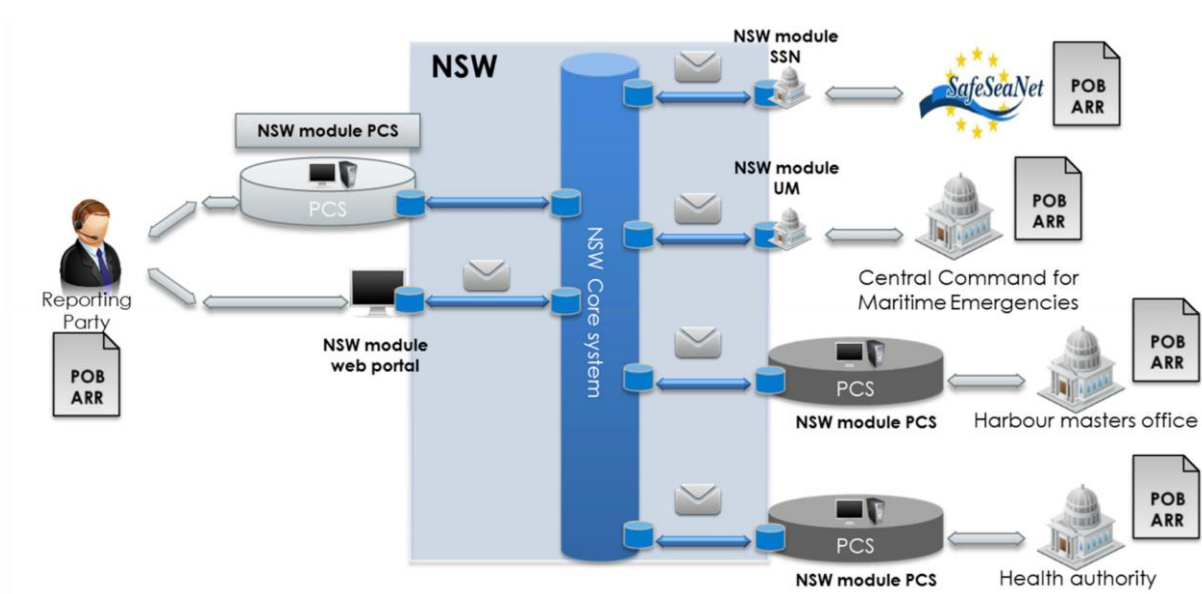 NSW
NSW module PCS
PCS
Reporting
Party
POB
ARR
NSW module
web portal
NSW Core system
NSW module
SSN
SafeSeaNet
POB
ARR
NSW module
UM
POB
ARR
Central Command for
Maritime Emergencies
PCS
NSW module PCS
POB
ARR
Harbour masters office
PCS
NSW module PCS
POB
ARR
Health authority